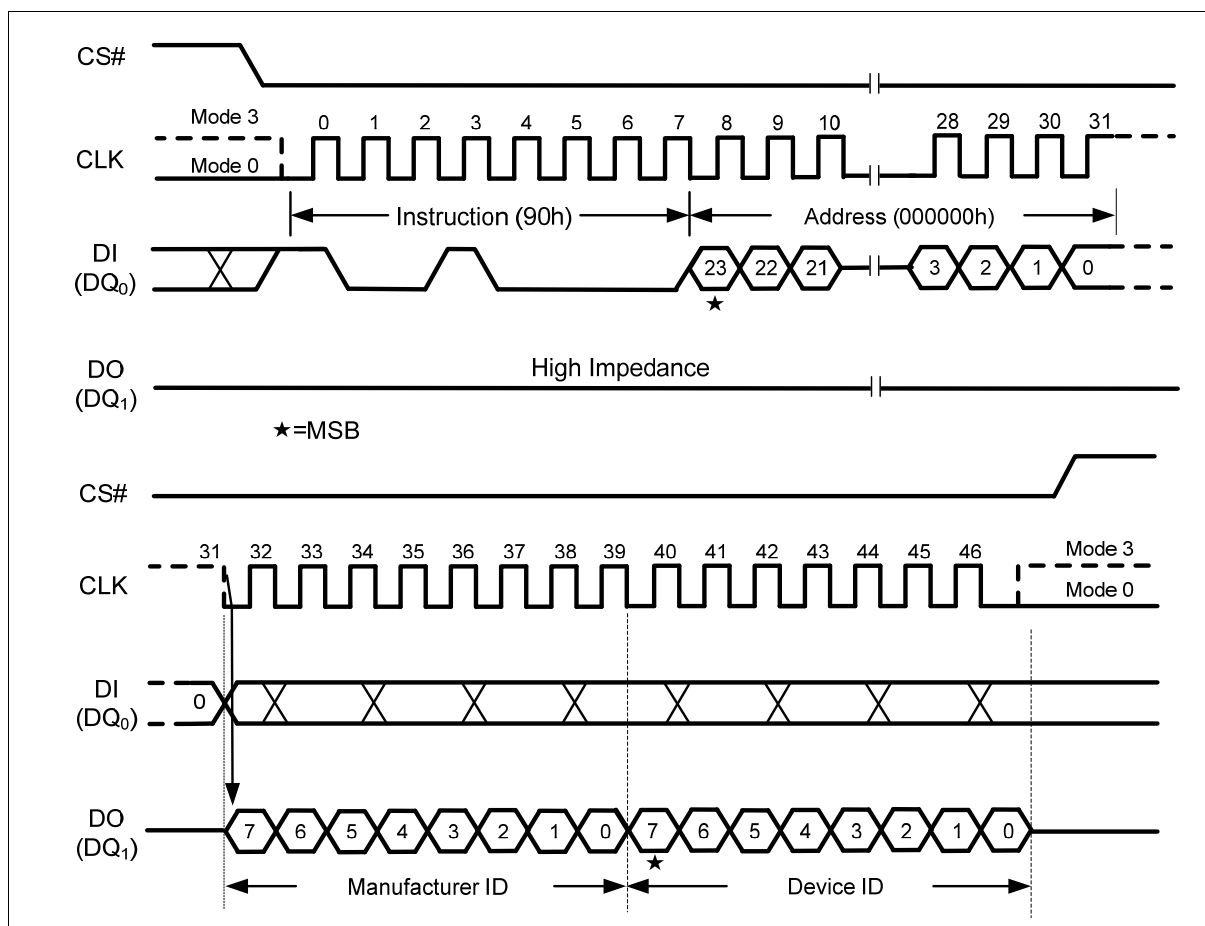 CS#
Mode 3
0 1 2 3 4 5 6 7 8 9 10 28 29 30 31
CLK
Mode 0
Instruction (90h)
Address (000000h)
DI
(DQ0)
23 22 21 3 2 1 0
★
High Impedance
DO
(DQ1)
★=MSB
CS#
31 32 33 34 35 36 37 38 39 40 41 42 43 44 45 46
Mode 3
CLK
Mode 0
DI
(DQ0)
0
DO
(DQ1)
7 6 5 4 3 2 1 0 7 6 5 4 3 2 1 0
★
Manufacturer ID
Device ID